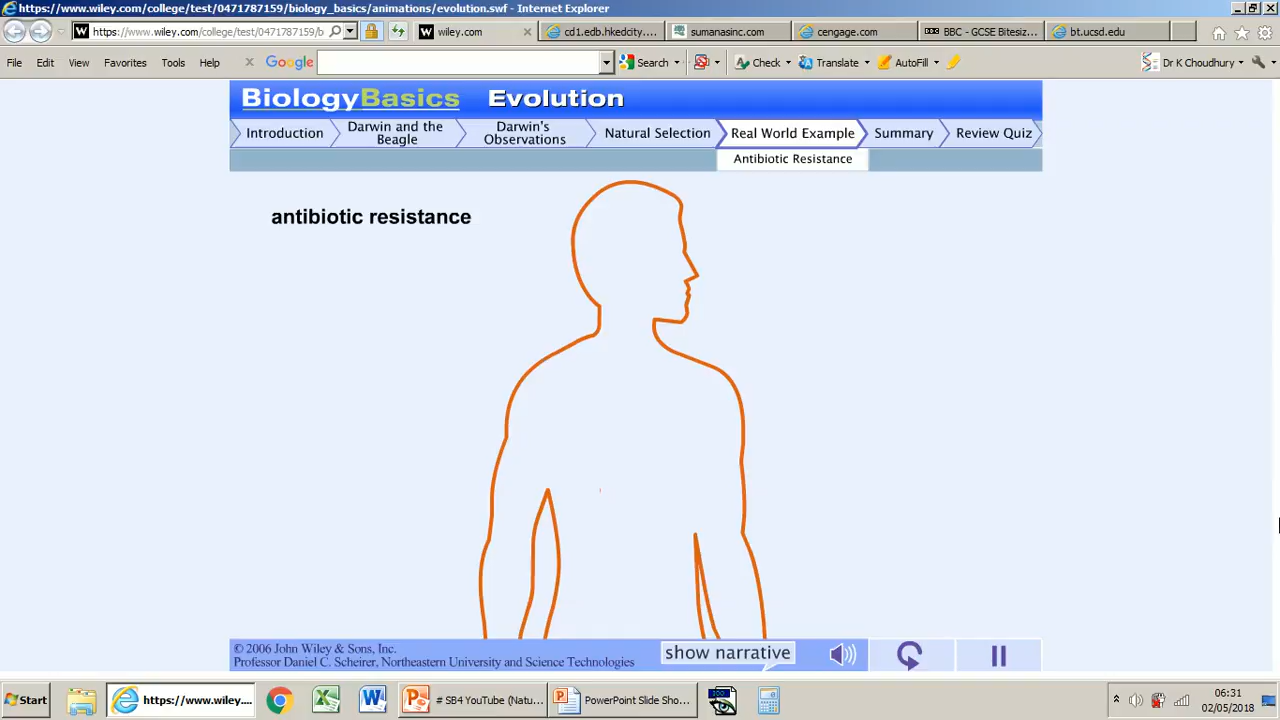 https://www.wiley.com/college/test/0471787159/biology_basics/animations/evolution.swf - Internet Explorer
https://www.wiley.com/college/test/0471787159/b
wiley.com
cd1.edb.hkedcity....
sumanasinc.com
cengage.com
BBC - GCSE Bitesiz...
bt.ucsd.edu
File Edit View Favorites Tools Help
Google Search Check Translate AutoFill Dr K Choudhury
BiologyBasics Evolution
Introduction
Darwin and the
Beagle
Darwin's
Observations
Natural Selection
Real World Example
Summary
Review Quiz
Antibiotic Resistance
antibiotic resistance
© 2006 John Wiley & Sons, Inc.
Professor Daniel C. Scheirer, Northeastern University and Science Technologies
show narrative
Start
https://www.wiley....
# SB4 YouTube (Natu...
PowerPoint Slide Sho...
06:31
02/05/2018